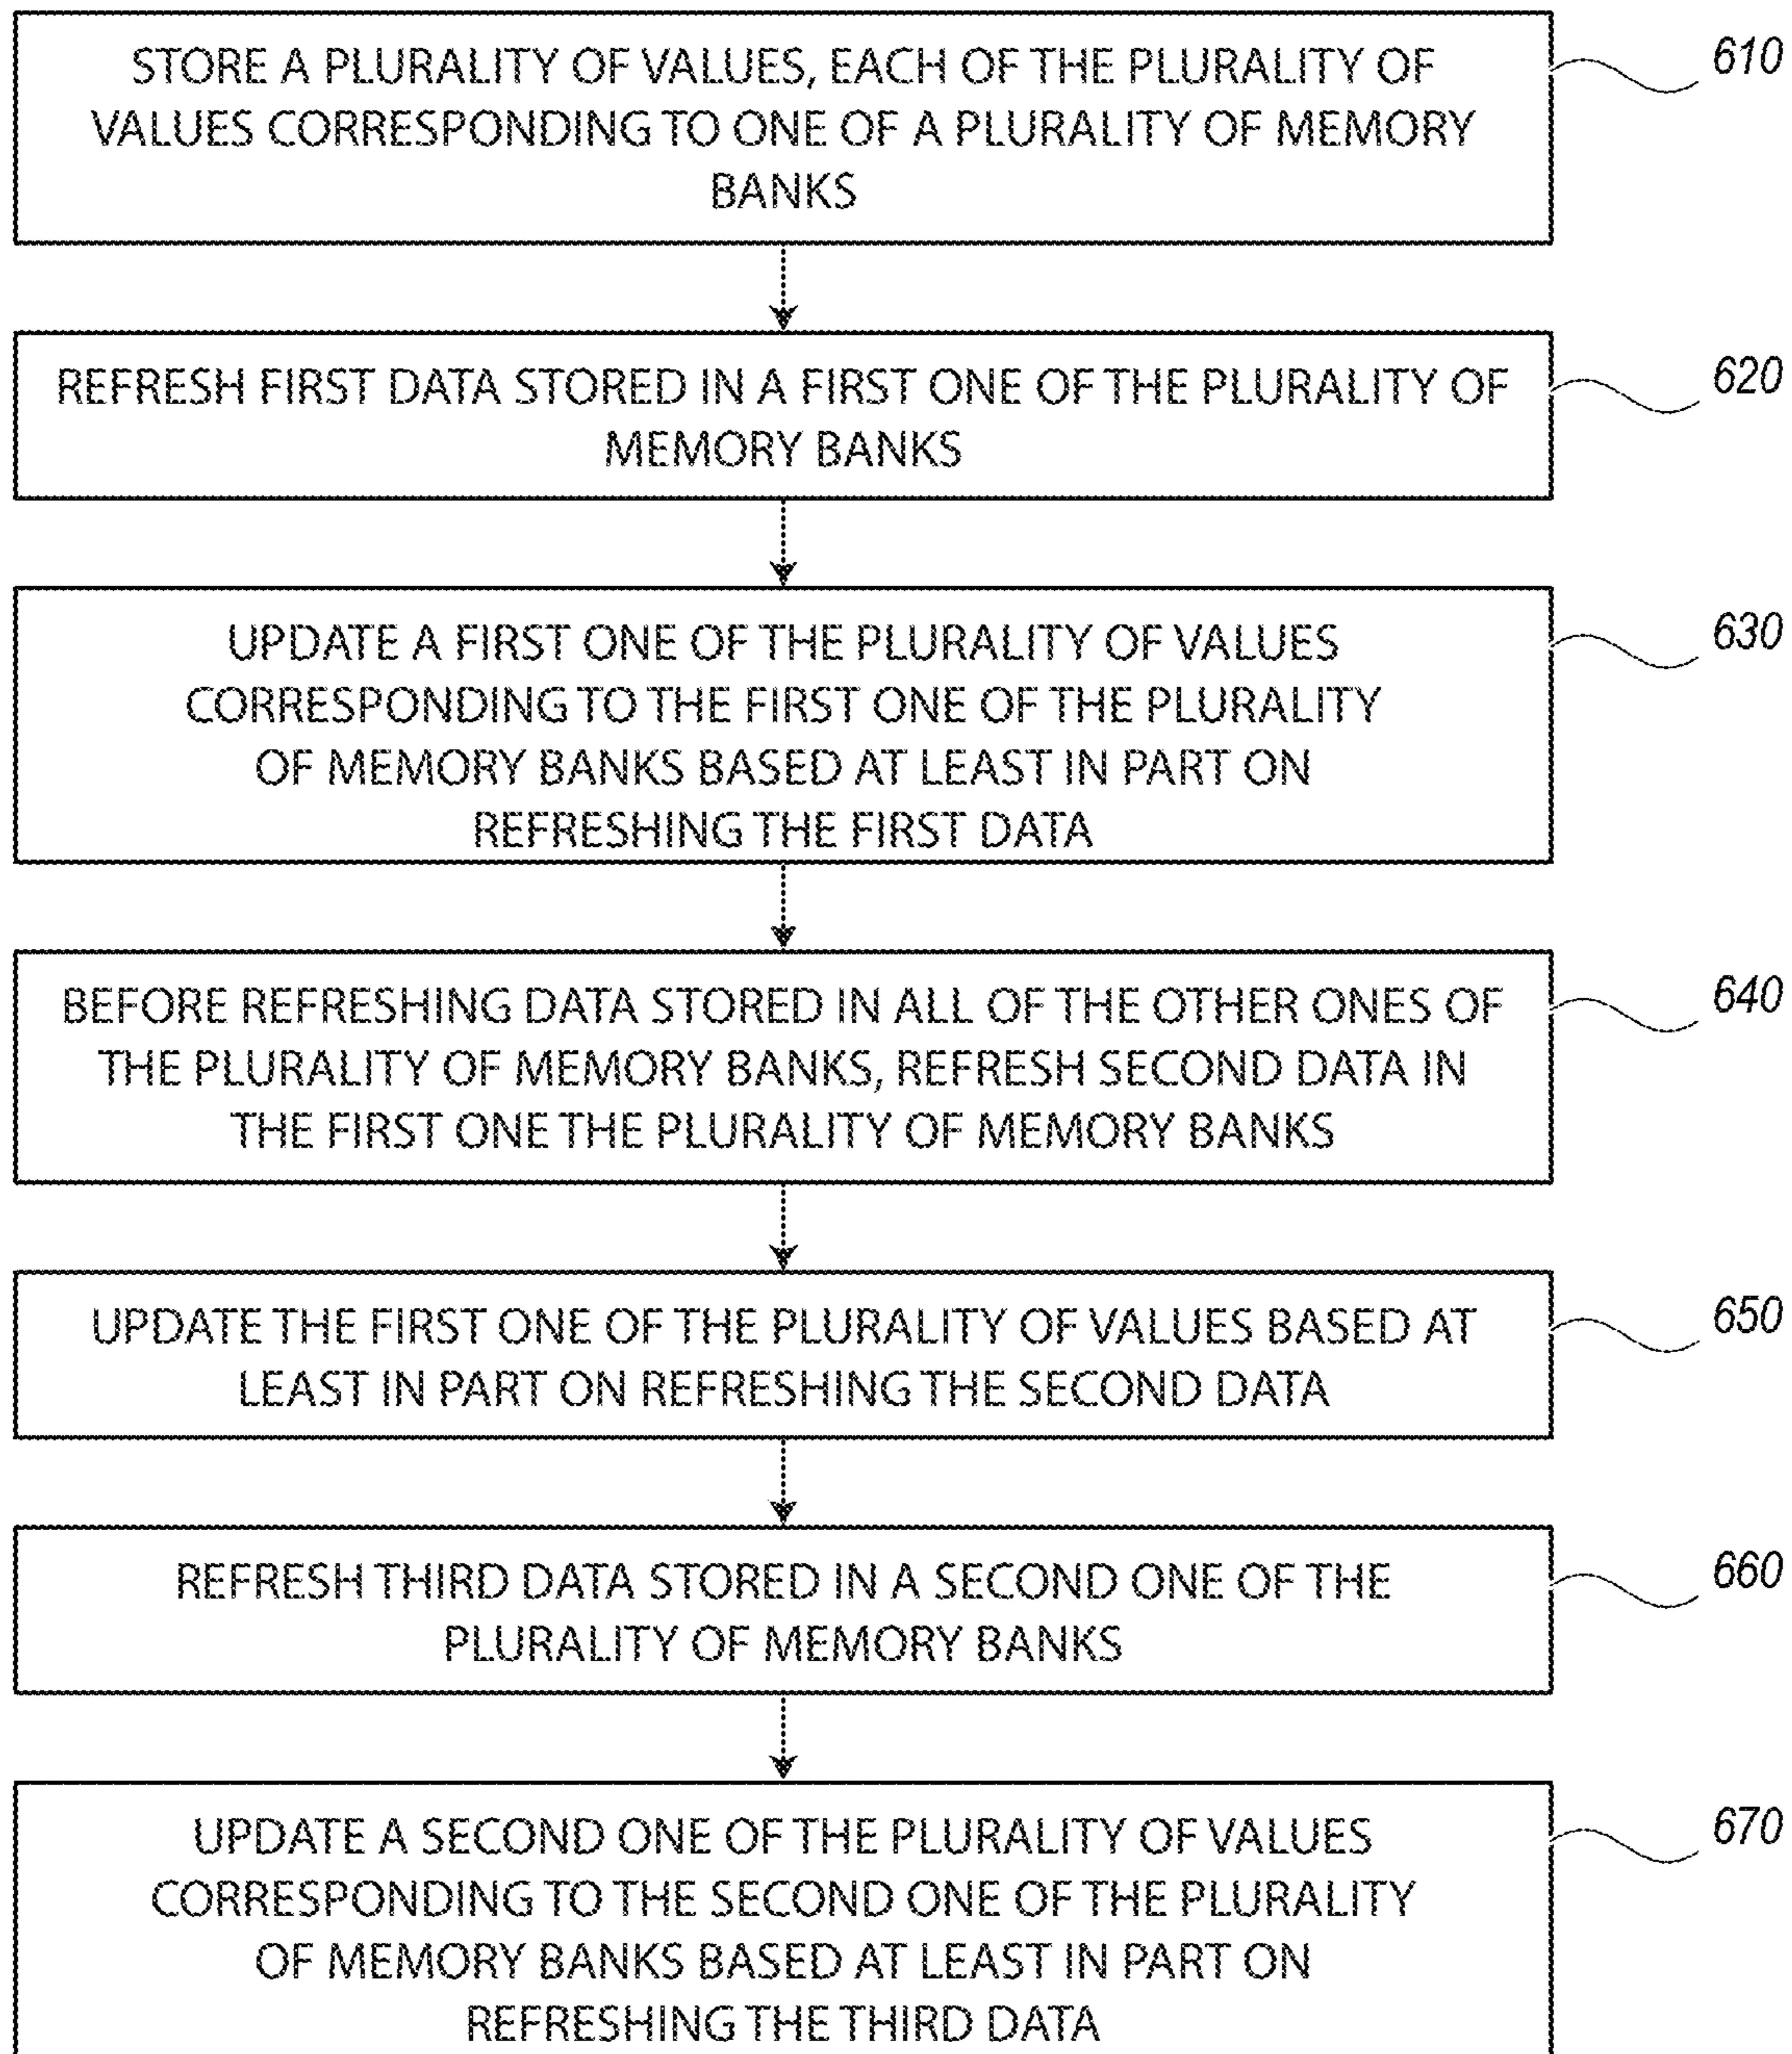 STORE A PLURALITY OF VALUES, EACH OF THE PLURALITY OF
VALUES CORRESPONDING TO ONE OF A PLURALITY OF MEMORY
BANKS
610
REFRESH FIRST DATA STORED IN A FIRST ONE OF THE PLURALITY OF
MEMORY BANKS
620
UPDATE A FIRST ONE OF THE PLURALITY OF VALUES
CORRESPONDING TO THE FIRST ONE OF THE PLURALITY
OF MEMORY BANKS BASED AT LEAST IN PART ON
REFRESHING THE FIRST DATA
630
BEFORE REFRESHING DATA STORED IN ALL OF THE OTHER ONES OF
THE PLURALITY OF MEMORY BANKS, REFRESH SECOND DATA IN
THE FIRST ONE THE PLURALITY OF MEMORY BANKS
640
UPDATE THE FIRST ONE OF THE PLURALITY OF VALUES BASED AT
LEAST IN PART ON REFRESHING THE SECOND DATA
650
REFRESH THIRD DATA STORED IN A SECOND ONE OF THE
PLURALITY OF MEMORY BANKS
660
UPDATE A SECOND ONE OF THE PLURALITY OF VALUES
CORRESPONDING TO THE SECOND ONE OF THE PLURALITY
OF MEMORY BANKS BASED AT LEAST IN PART ON
REFRESHING THE THIRD DATA
670